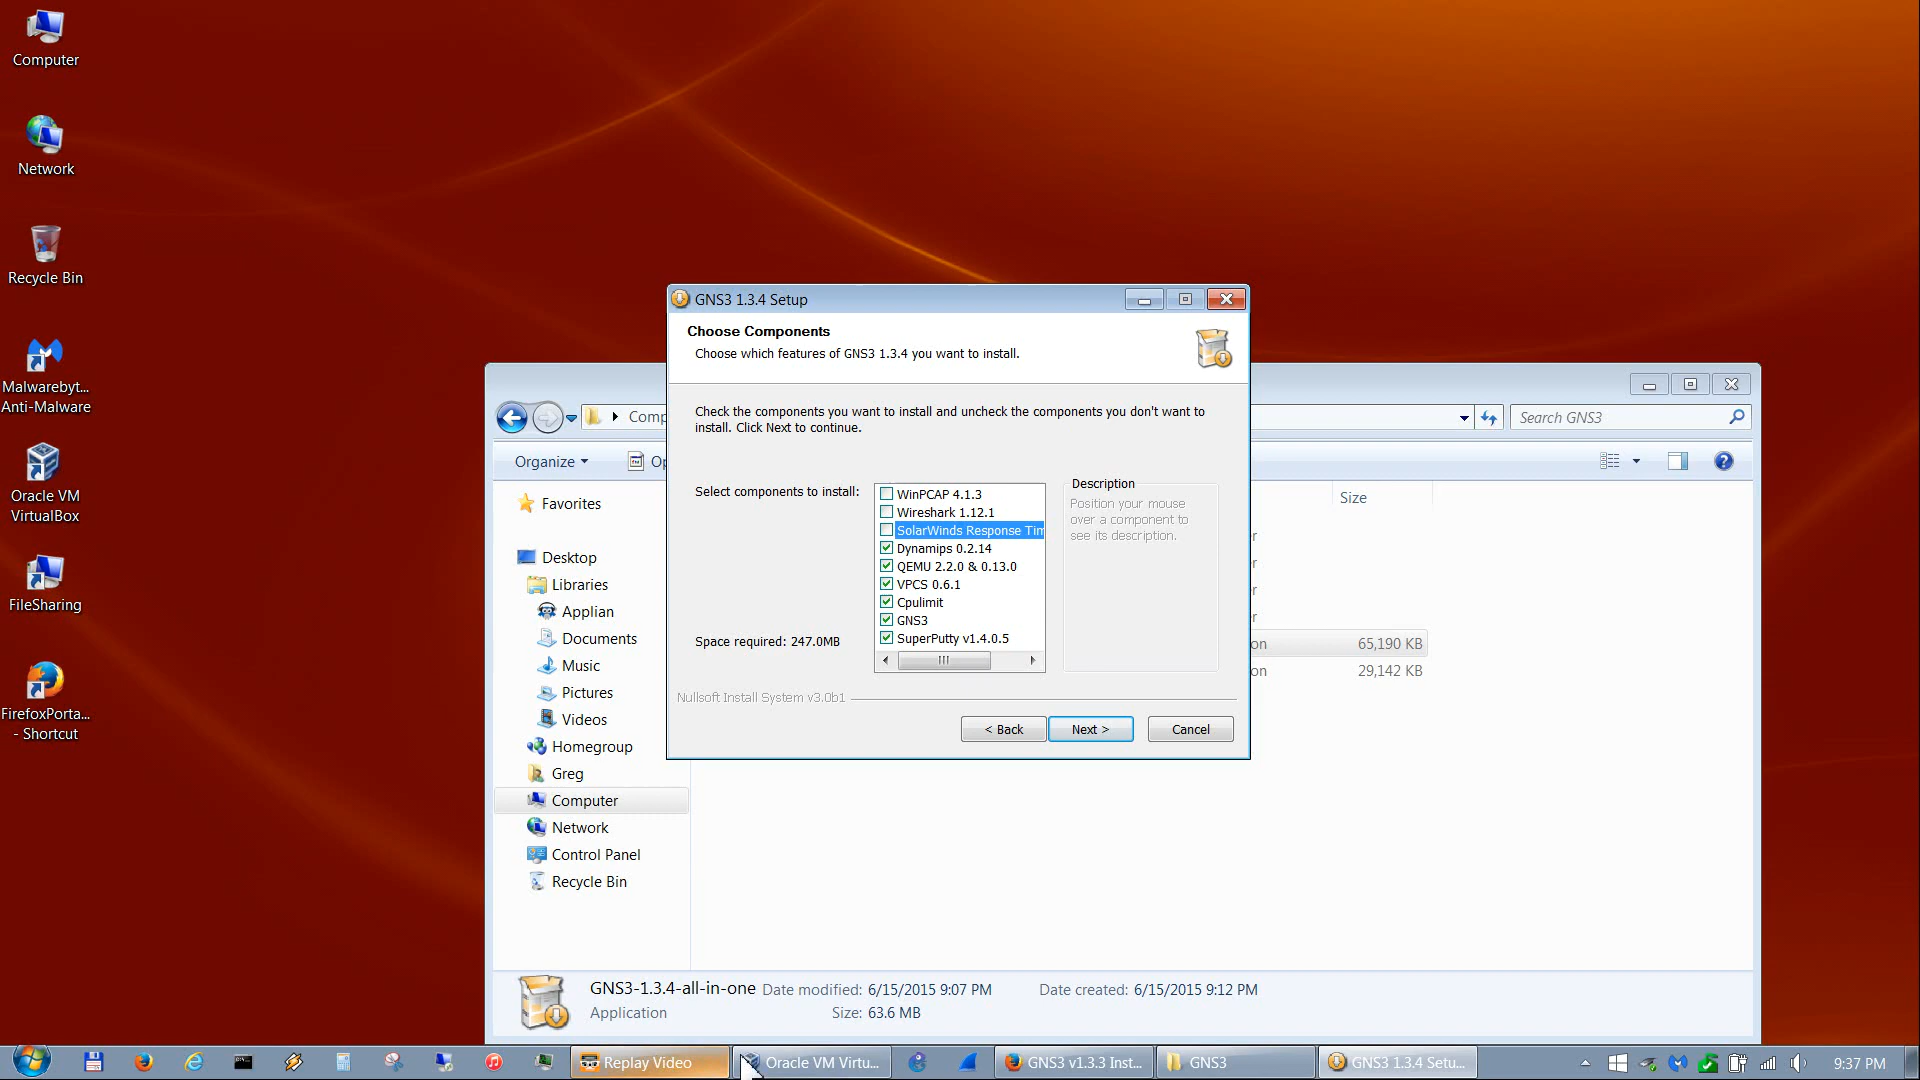 Computer
Network
Recycle Bin
Malwarebyt...
Anti-Malware
Oracle VM
VirtualBox
FileSharing
FirefoxPorta...
- Shortcut
GNS3 1.3.4 Setup
Choose Components
Choose which features of GNS3 1.3.4 you want to install.
Check the components you want to install and uncheck the components you don't want to
install. Click Next to continue.
Select components to install:
WinPCAP 4.1.3
Wireshark 1.12.1
SolarWinds Response Tim
Dynamips 0.2.14
QEMU 2.2.0 & 0.13.0
VPCS 0.6.1
Cpulimit
GNS3
SuperPutty v1.4.0.5
Space required: 247.0MB
Description
Position your mouse
over a component to
see its description.
Nullsoft Install System v3.0b1
< Back
Next >
Cancel
Comp
Search GNS3
Organize
Op
Size
Favorites
Desktop
Libraries
Applian
Documents
Music
Pictures
Videos
Homegroup
Greg
Computer
Network
Control Panel
Recycle Bin
er
er
er
er
on 65,190 KB
on 29,142 KB
GNS3-1.3.4-all-in-one Date modified: 6/15/2015 9:07 PM Date created: 6/15/2015 9:12 PM
Application Size: 63.6 MB
Replay Video
Oracle VM Virtu...
GNS3 v1.3.3 Inst...
GNS3
GNS3 1.3.4 Setu...
9:37 PM